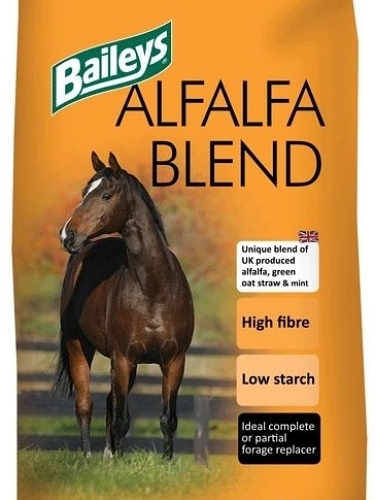 Baileys
ALFALFA
BLEND
Unique blend of
UK produced
alfalfa, green
oat straw & mint
High fibre
Low starch
Ideal complete
or partial
forage replacer